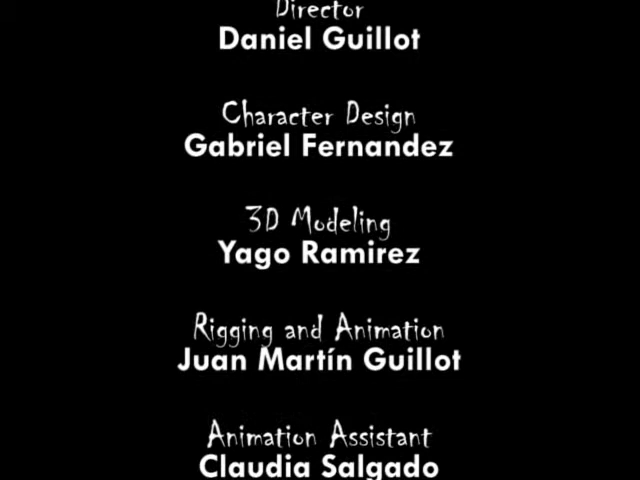 Director
Daniel Guillot
Character Design
Gabriel Fernandez
3D Modeling
Yago Ramirez
Rigging and Animation
Juan Martín Guillot
Animation Assistant
Claudia Salgado